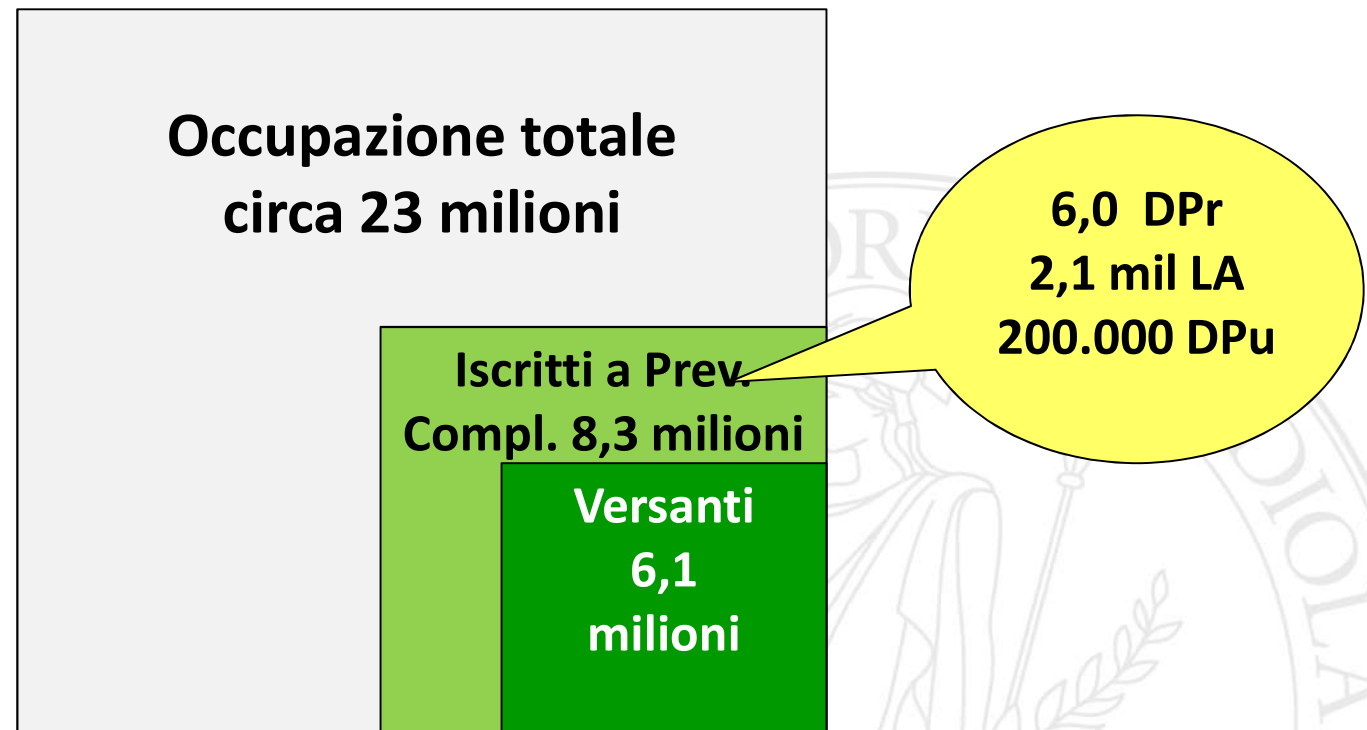 Occupazione totale
circa 23 milioni
6,0 DPr
2,1 mil LA
200.000 DPu
Iscritti a Prev.
Compl. 8,3 milioni
Versanti
6,1
milioni